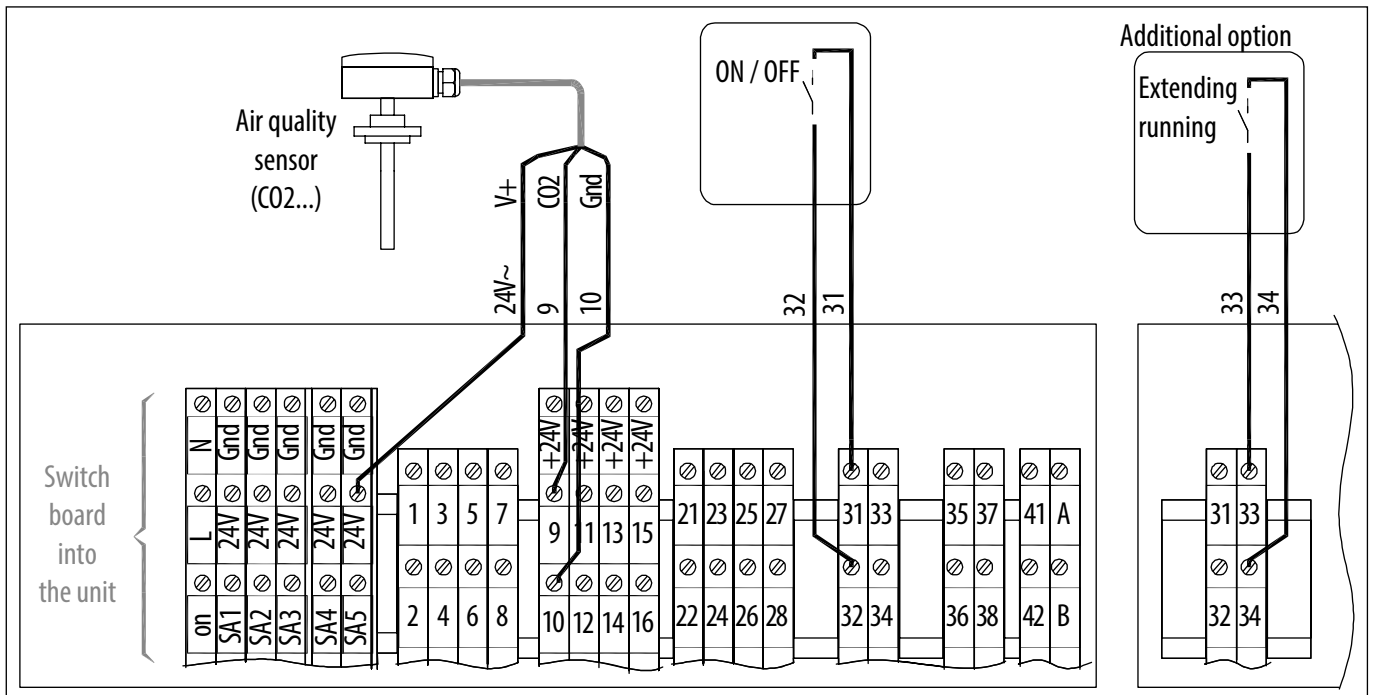 Additional option
ON / OFF
Extending
running
Air quality
sensor
(CO2...)
V+
CO2
Gnd
24V~
9
10
32
31
33
34
Switch
board
into
the unit
N Gnd Gnd Gnd Gnd Gnd
+24V +24V +24V +24V
L 24V 24V 24V 24V 24V
1 3 5 7
9 11 13 15
21 23 25 27
31 33
35 37
41 A
31 33
on SA1 SA2 SA3 SA4 SA5
2 4 6 8
10 12 14 16
22 24 26 28
32 34
36 38
42 B
32 34